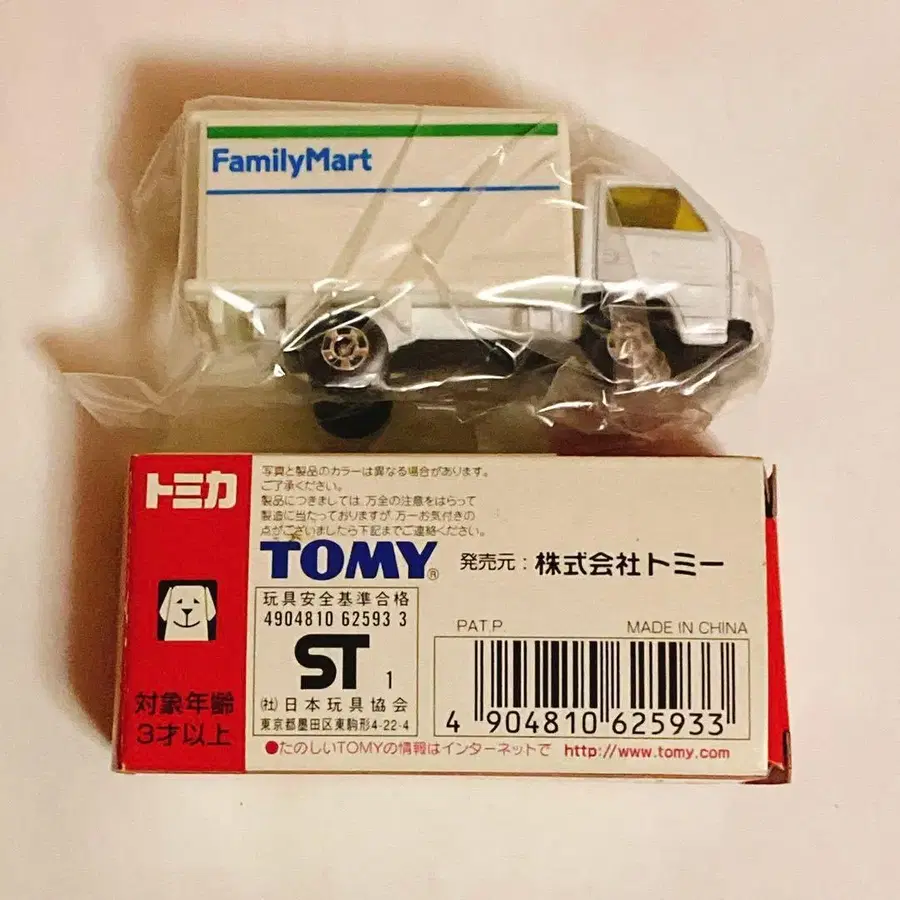 FamilyMart
トミカ
写真と製品のカラーは異なる場合があります。
ご了承ください。
製品につきましては、万全の注意をはらって
製造に当たっておりますが、万一お気付きの
点がございましたら下記までご連絡ください。
TOMY®
発売元：株式会社トミー
玩具安全基準合格
4904810 62593 3
ST 1
(社)日本玩具協会
東京都墨田区東駒形4-22-4
PAT.P.
MADE IN CHINA
4 904810 625933
対象年齢
3才以上
●たのしいTOMYの情報はインターネットで http://www.tomy.com